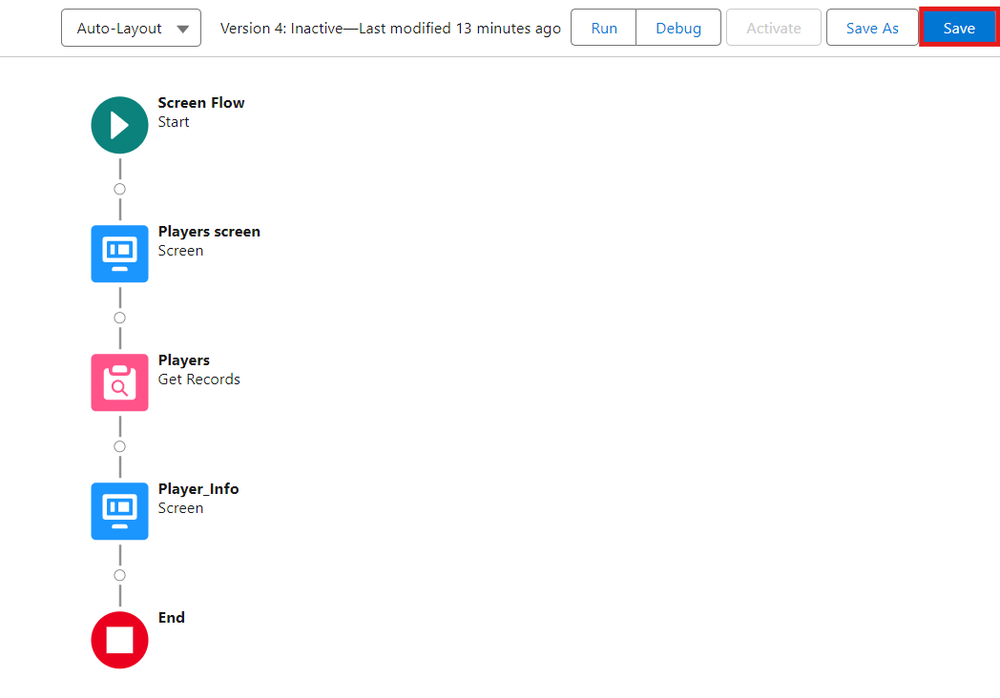 Auto-Layout Version 4: Inactive—Last modified 13 minutes ago Run Debug Activate Save As Save
Screen Flow
Start
Players screen
Screen
Players
Get Records
Player_Info
Screen
End